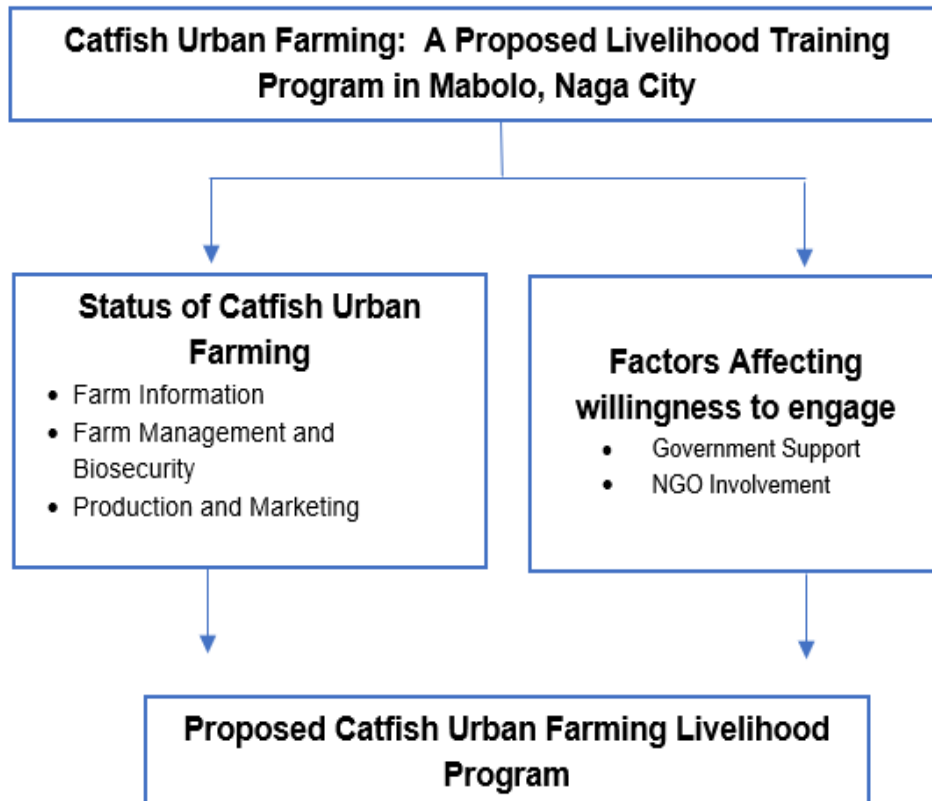 Catfish Urban Farming: A Proposed Livelihood Training
Program in Mabolo, Naga City
Status of Catfish Urban
Farming
• Farm Information
• Farm Management and
Biosecurity
• Production and Marketing
Factors Affecting
willingness to engage
• Government Support
• NGO Involvement
Proposed Catfish Urban Farming Livelihood
Program